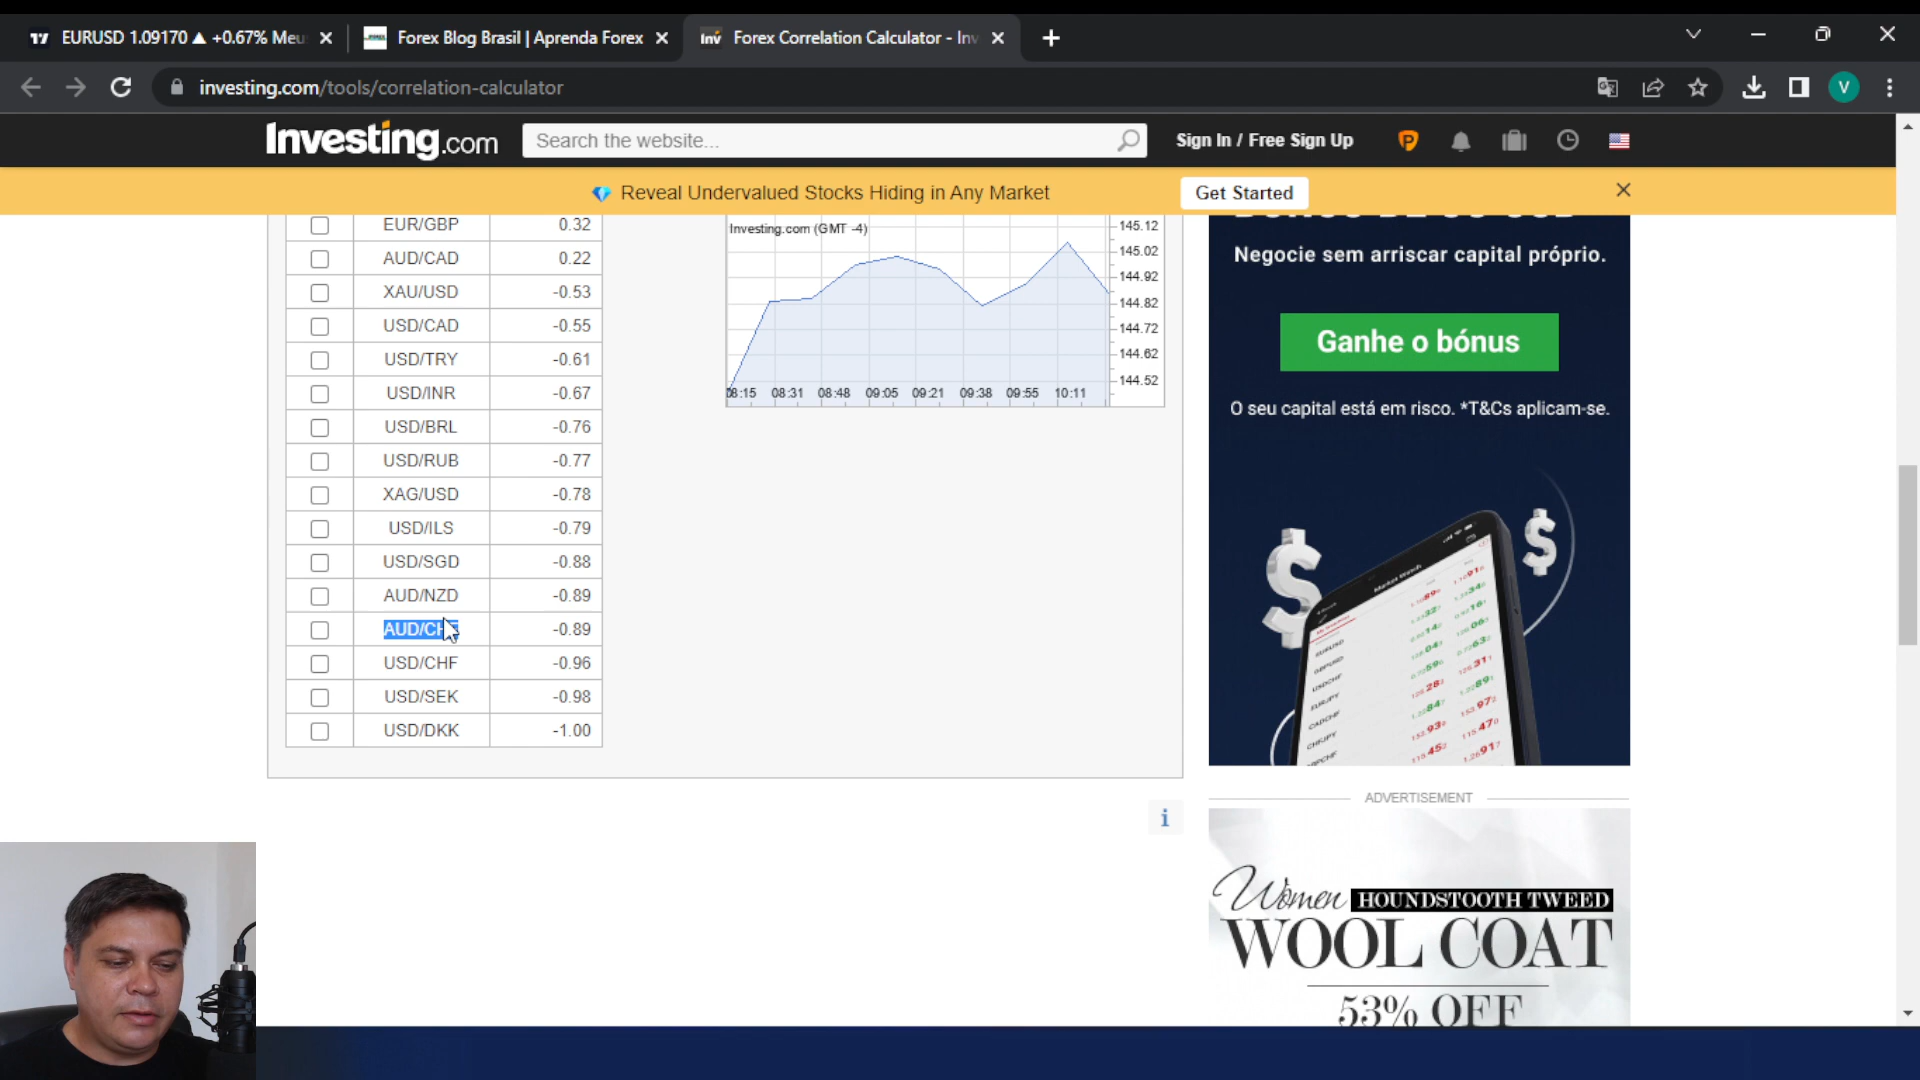 EURUSD 1.09170 ▲ +0.67% Meu
Forex Blog Brasil | Aprenda Forex
Forex Correlation Calculator - Inv
investing.com/tools/correlation-calculator
V
Investing.com
Search the website...
Sign In / Free Sign Up
Reveal Undervalued Stocks Hiding in Any Market
Get Started
EUR/GBP 0.32
AUD/CAD 0.22
XAU/USD -0.53
USD/CAD -0.55
USD/TRY -0.61
USD/INR -0.67
USD/BRL -0.76
USD/RUB -0.77
XAG/USD -0.78
USD/ILS -0.79
USD/SGD -0.88
AUD/NZD -0.89
AUD/CHF -0.89
USD/CHF -0.96
USD/SEK -0.98
USD/DKK -1.00
Investing.com (GMT -4)
145.12
145.02
144.92
144.82
144.72
144.62
144.52
08:15 08:31 08:48 09:05 09:21 09:38 09:55 10:11
Negocie sem arriscar capital próprio.
Ganhe o bónus
O seu capital está em risco. *T&Cs aplicam-se.
ADVERTISEMENT
Women HOUNDSTOOTH TWEED
WOOL COAT
53% OFF